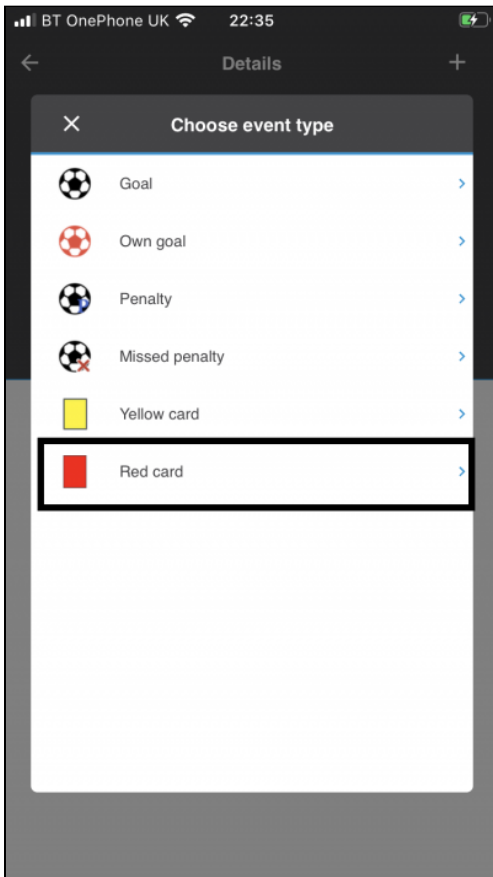 BT OnePhone UK 22:35
Details
Choose event type
Goal
Own goal
Penalty
Missed penalty
Yellow card
Red card